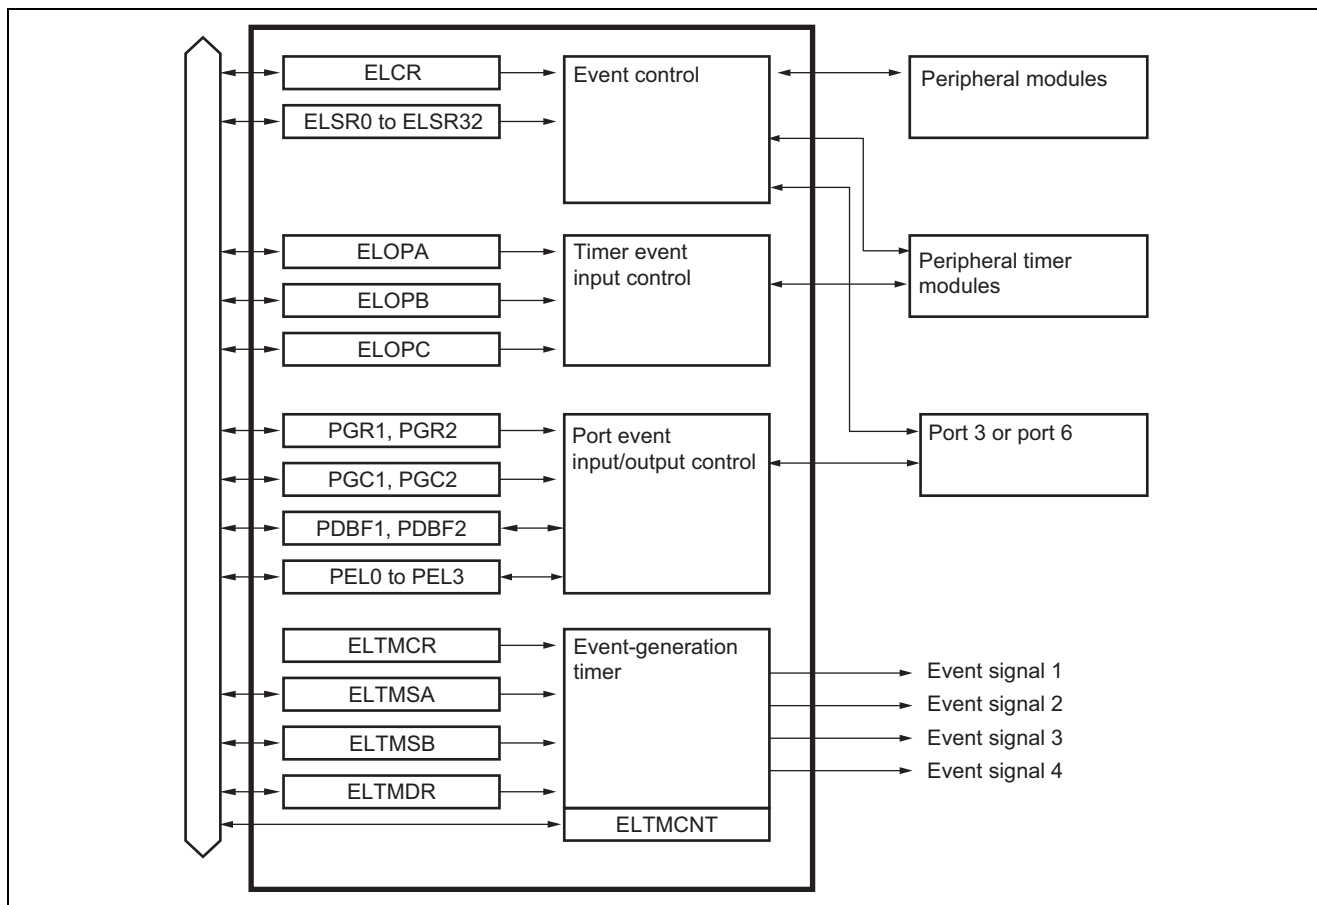 ELCR
ELSR0 to ELSR32
Event control
Peripheral modules
ELOPA
ELOPB
ELOPC
Timer event
input control
Peripheral timer
modules
PGR1, PGR2
PGC1, PGC2
PDBF1, PDBF2
PEL0 to PEL3
Port event
input/output control
Port 3 or port 6
ELTMCR
ELTMSA
ELTMSB
ELTMDR
Event-generation
timer
ELTMCNT
Event signal 1
Event signal 2
Event signal 3
Event signal 4